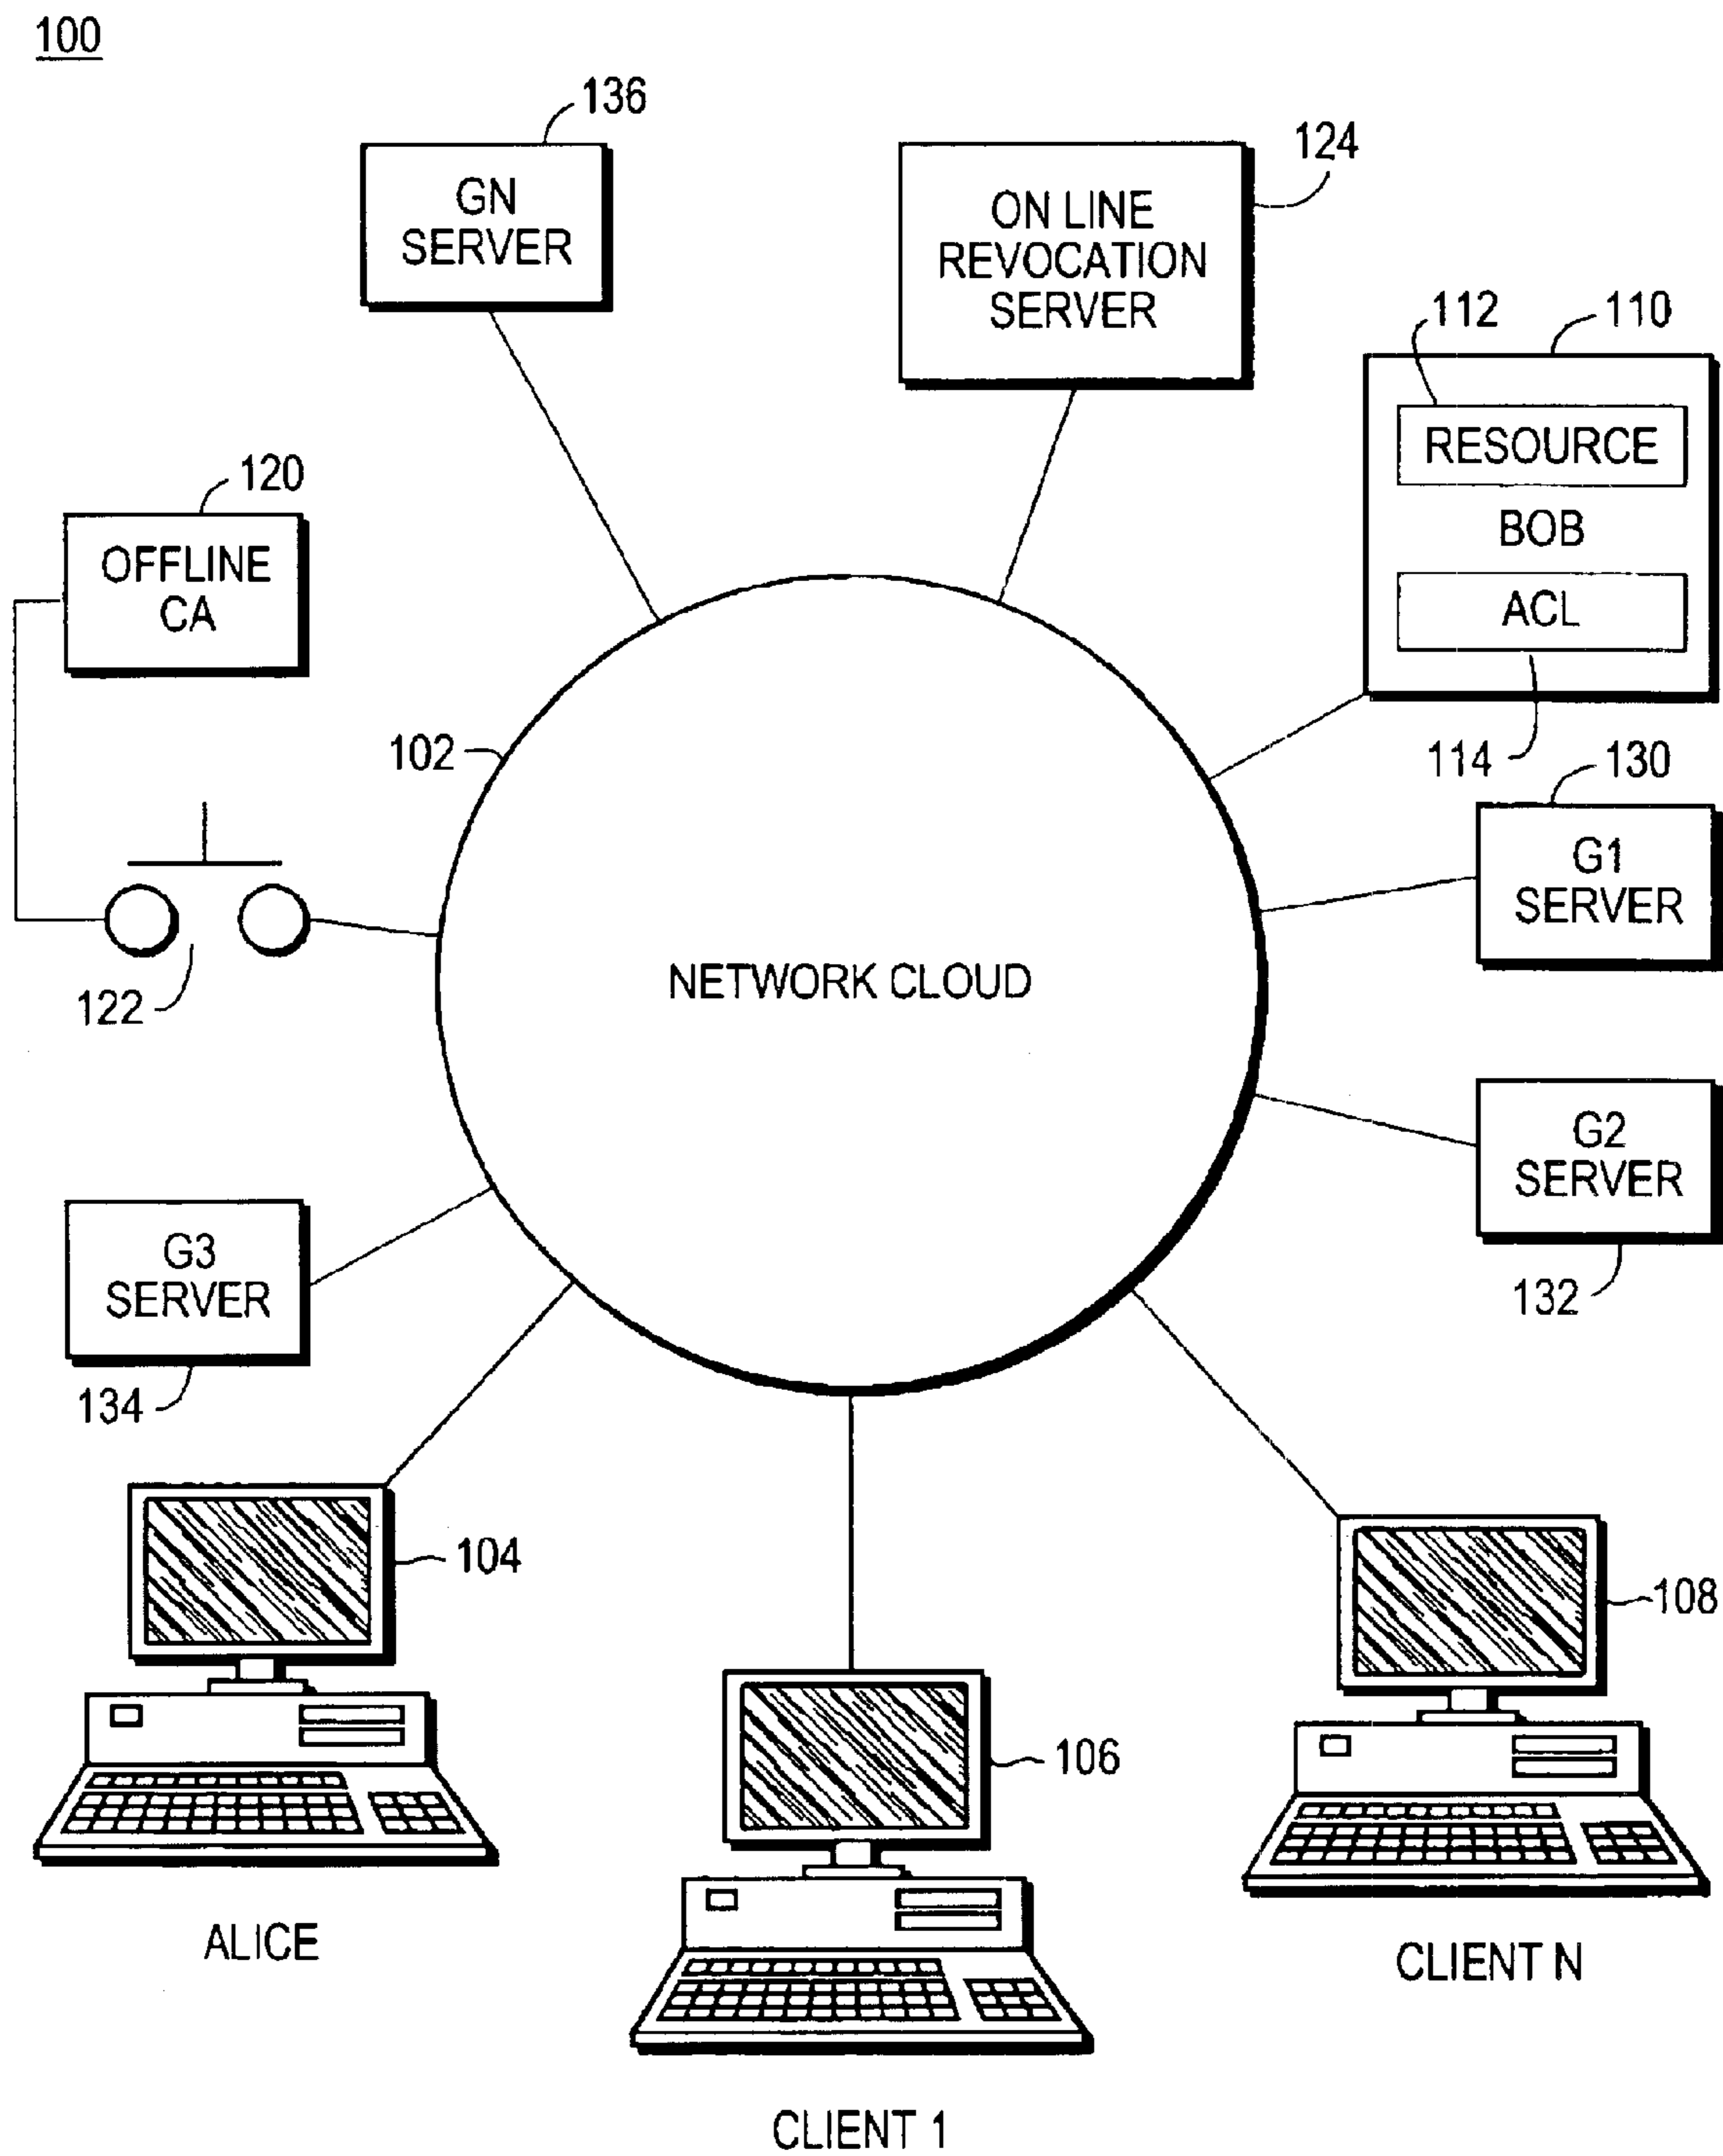 100
136
GN
SERVER
124
ON LINE
REVOCATION
SERVER
112
110
RESOURCE
BOB
ACL
114
120
OFFLINE
CA
102
130
G1
SERVER
122
NETWORK CLOUD
G2
SERVER
132
G3
SERVER
134
104
108
106
ALICE
CLIENT N
CLIENT 1